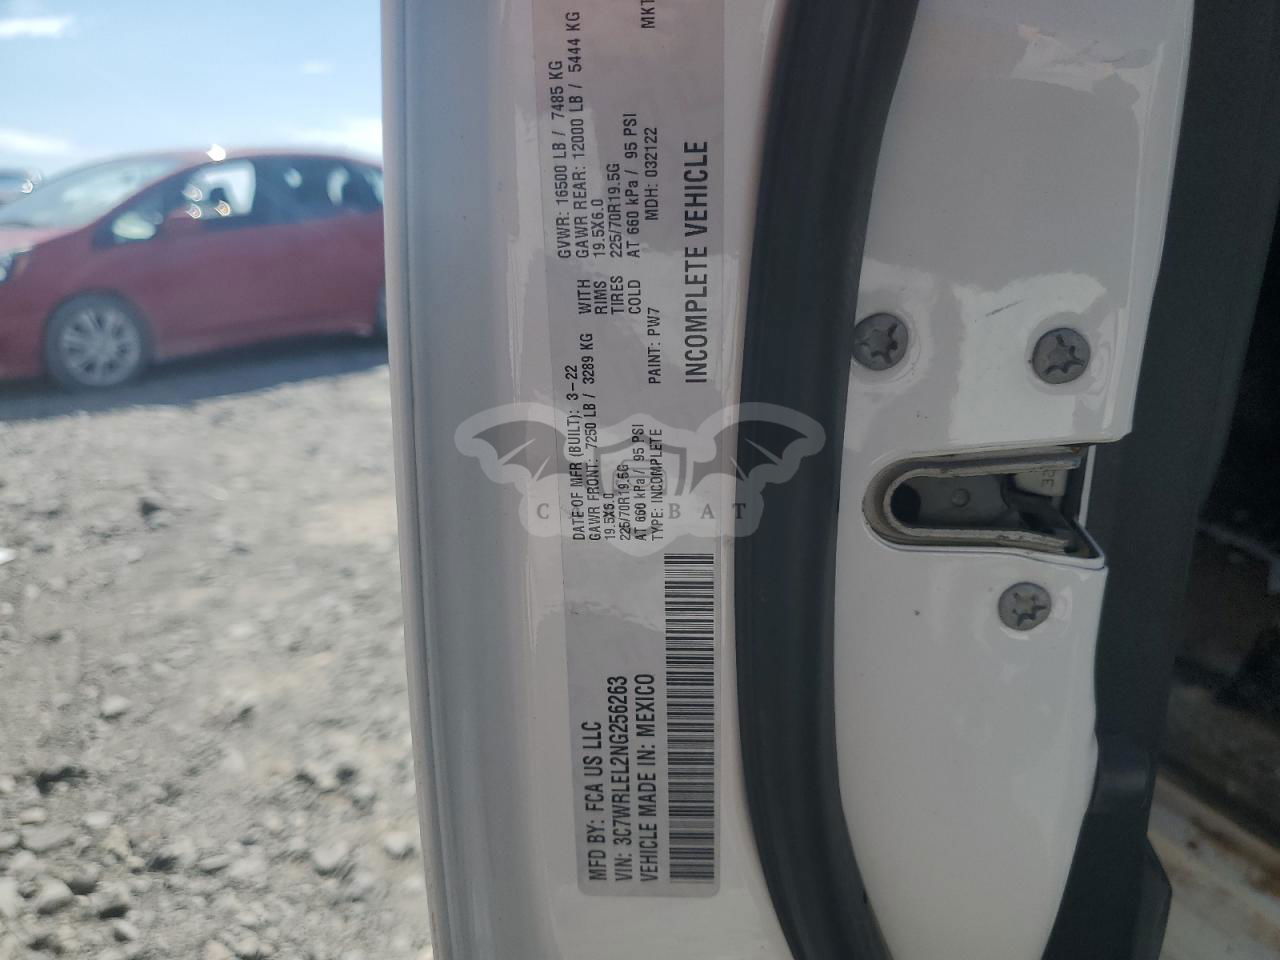 MFD BY: FCA US LLC
VIN: 3C7WRLEL2NG256263
VEHICLE MADE IN: MEXICO
DATE OF MFR (BUILT): 3-22 GVWR: 16500 LB / 7485 KG
GAWR FRONT: 7250 LB / 3289 KG WITH GAWR REAR: 12000 LB / 5444 KG
19.5X6.0 RIMS 19.5X6.0
225/70R19.5G TIRES 225/70R19.5G
AT 660 kPa / 95 PSI COLD AT 660 kPa / 95 PSI
TYPE: INCOMPLETE PAINT: PW7 MDH: 032122 MKT
INCOMPLETE VEHICLE